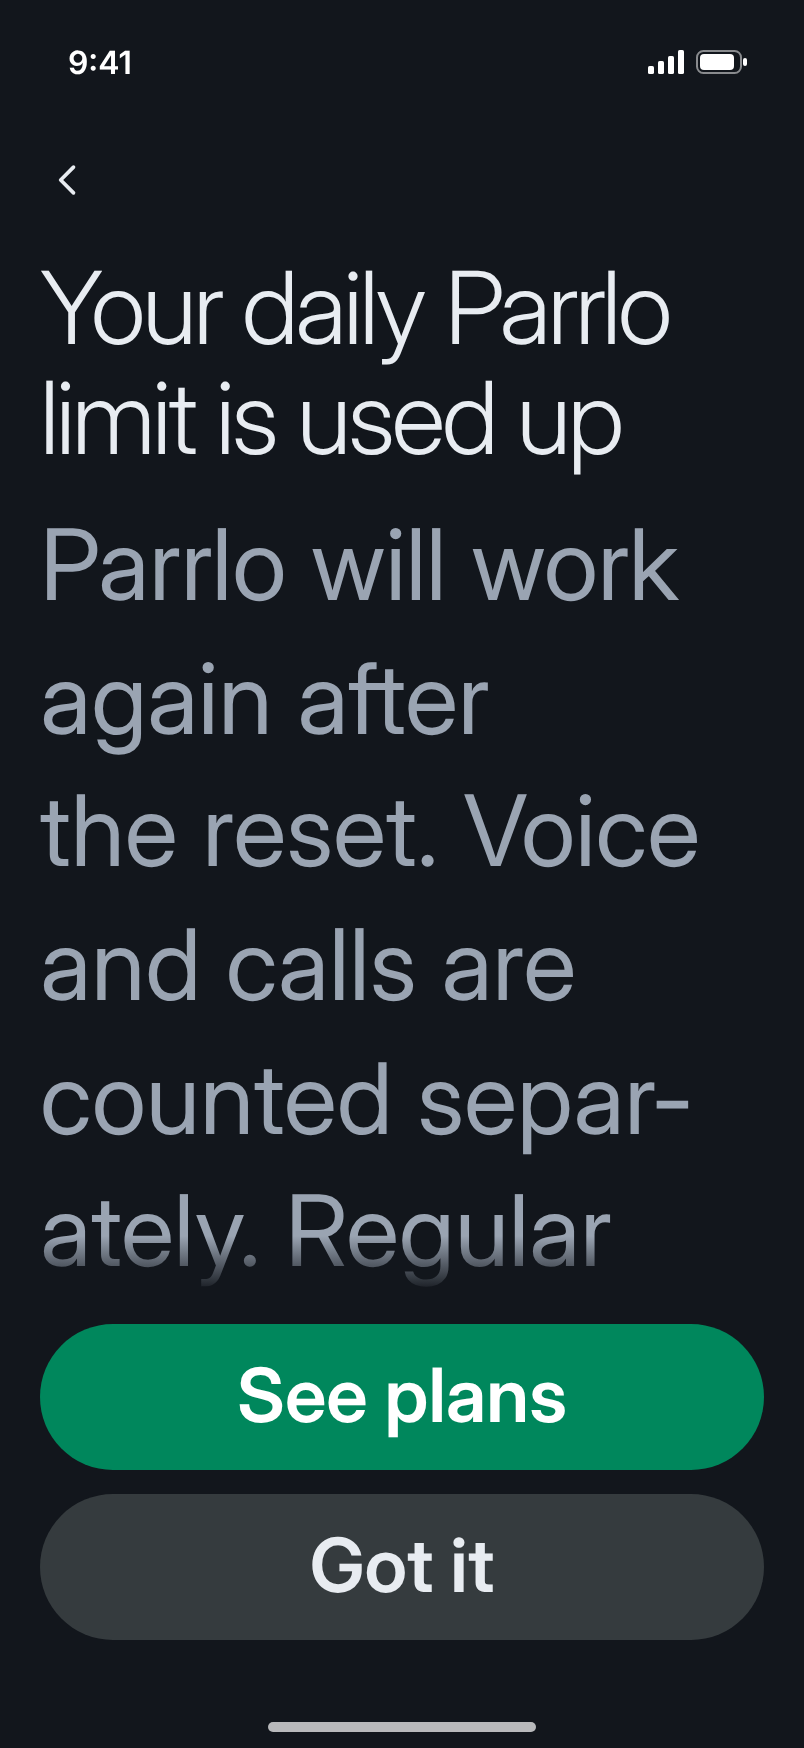 9:41
Your daily Parrlo
limit is used up
Parrlo will work
again after
the reset. Voice
and calls are
counted separ-
ately. Regular
See plans
Got it